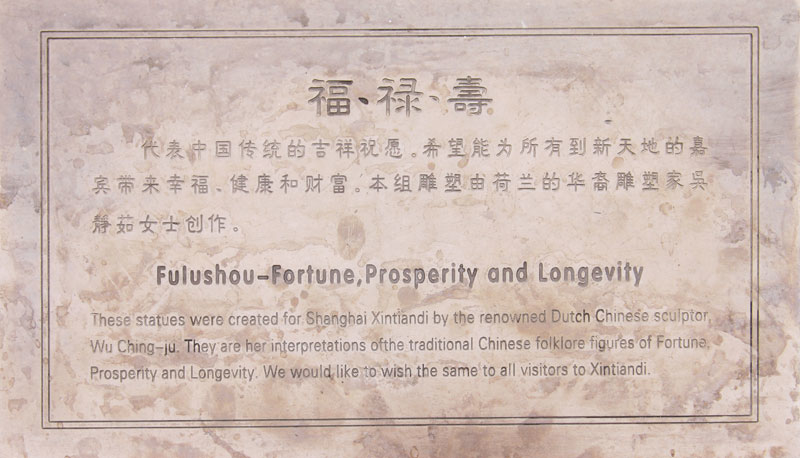 福、禄、壽
代表中国传统的吉祥祝愿。希望能为所有到新天地的嘉
宾带来幸福、健康和财富。本组雕塑由荷兰的华裔雕塑家吳
靜茹女士创作。
Fulushou-Fortune,Prosperity and Longevity
These statues were created for Shanghai Xintiandi by the renowned Dutch Chinese sculptor,
Wu Ching-ju. They are her interpretations ofthe traditional Chinese folklore figures of Fortune,
Prosperity and Longevity. We would like to wish the same to all visitors to Xintiandi.